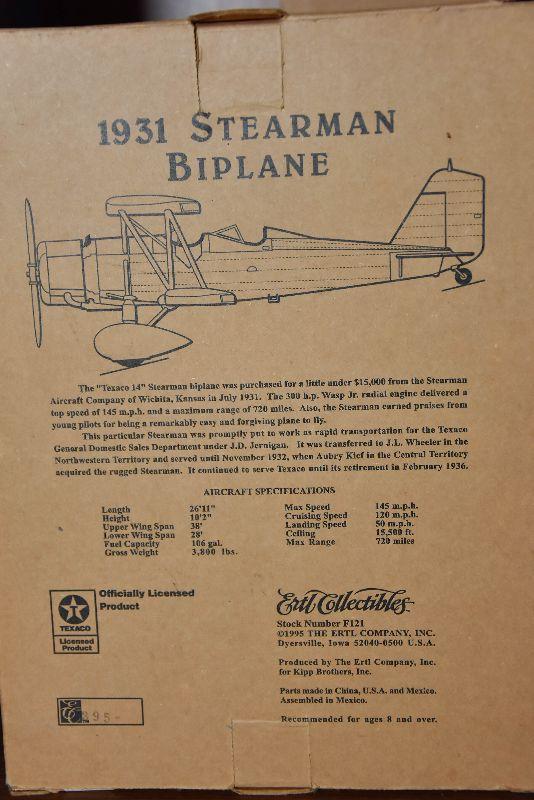 1931 STEARMAN
BIPLANE
The "Texaco 14" Stearman biplane was purchased for a little under $15,000 from the Stearman
Aircraft Company of Wichita, Kansas in July 1931. The 300 h.p. Wasp Jr. radial engine delivered a
top speed of 145 m.p.h. and a maximum range of 720 miles. Also, the Stearman earned praises from
young pilots for being a remarkably easy and forgiving plane to fly.
This particular Stearman was promptly put to work as rapid transportation for the Texaco
General Domestic Sales Department under J.D. Jernigan. It was transferred to J.L. Wheeler in the
Northwestern Territory and served until November 1932, when Aubry Kief in the Central Territory
acquired the rugged Stearman. It continued to serve Texaco until its retirement in February 1936.
AIRCRAFT SPECIFICATIONS
Length 26'11"
Height 10'2"
Upper Wing Span 38'
Lower Wing Span 28'
Fuel Capacity 106 gal.
Gross Weight 3,800 lbs.
Max Speed 145 m.p.h.
Cruising Speed 120 m.p.h.
Landing Speed 50 m.p.h.
Ceiling 15,500 ft.
Max Range 720 miles
T
TEXACO
Licensed
Product
Officially Licensed
Product
Ertl Collectibles
Stock Number F121
©1995 THE ERTL COMPANY, INC.
Dyersville, Iowa 52040-0500 U.S.A.
Produced by The Ertl Company, Inc.
for Kipp Brothers, Inc.
Parts made in China, U.S.A. and Mexico.
Assembled in Mexico.
Recommended for ages 8 and over.